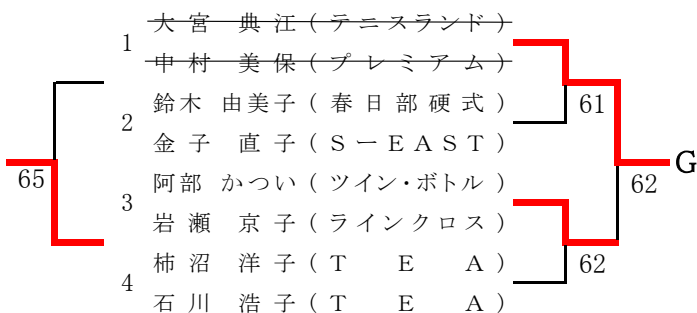 1 大宮 典江(テニスランド)
中村 美保(プレミアム)
2 鈴木 由美子(春日部硬式)
金子 直子(S－EAST)
3 阿部 かつい(ツイン・ボトル)
岩瀬 京子(ラインクロス)
4 柿沼 洋子(TEA)
石川 浩子(TEA)
65
61
62
62
G